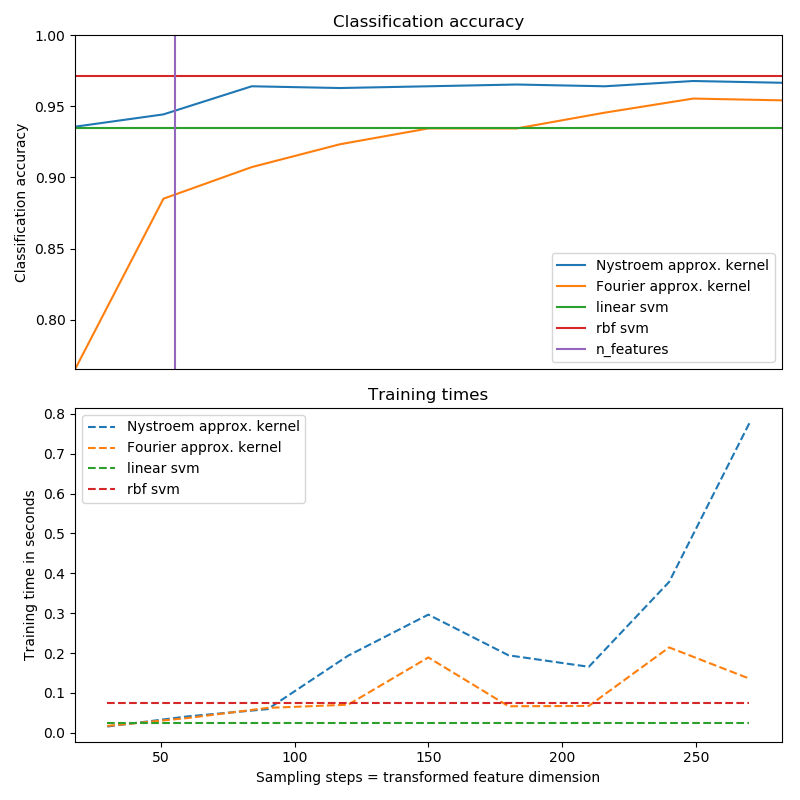 Classification accuracy
1.00
0.95
0.90
0.85
0.80
Classification accuracy
Nystroem approx. kernel
Fourier approx. kernel
linear svm
rbf svm
n_features
Training times
0.8
0.7
0.6
0.5
0.4
0.3
0.2
0.1
0.0
Training time in seconds
Nystroem approx. kernel
Fourier approx. kernel
linear svm
rbf svm
50 100 150 200 250
Sampling steps = transformed feature dimension